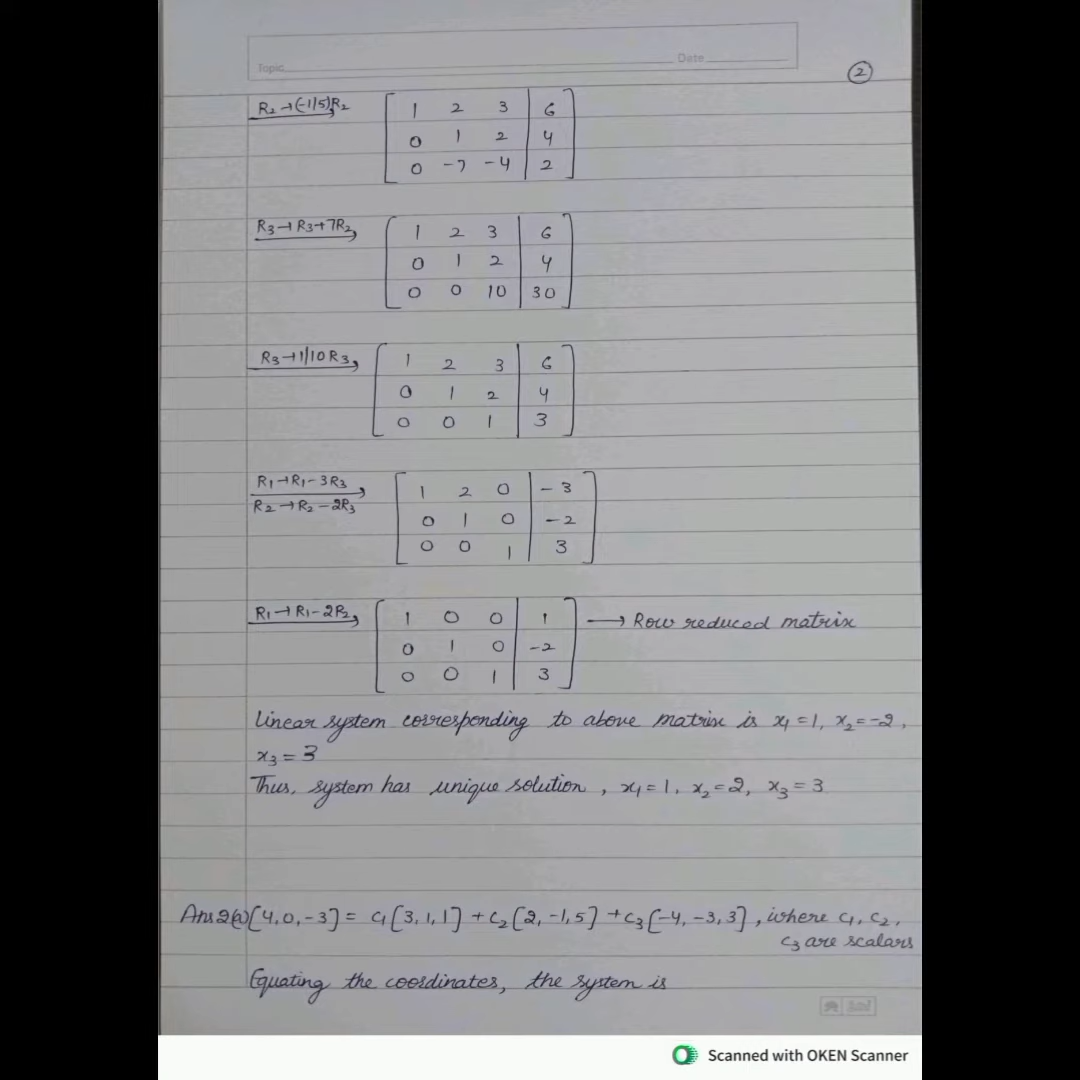 Topic
Date
2
R₂→(-1/5)R₂ [ 1 2 3 | 6
0 1 2 | 4
0 -7 -4 | 2 ]
R₃→R₃+7R₂ [ 1 2 3 | 6
0 1 2 | 4
0 0 10 | 30 ]
R₃→1/10R₃ [ 1 2 3 | 6
0 1 2 | 4
0 0 1 | 3 ]
R₁→R₁-3R₃
R₂→R₂-2R₃ [ 1 2 0 | -3
0 1 0 | -2
0 0 1 | 3 ]
R₁→R₁-2R₂ [ 1 0 0 | 1 → Row reduced matrix
0 1 0 | -2
0 0 1 | 3 ]
Linear system corresponding to above matrix is x₁=1, x₂=-2,
x₃=3
Thus, system has unique solution, x₁=1, x₂=2, x₃=3
Ans2(a) [4,0,-3] = c₁[3,1,1] + c₂[2,-1,5] + c₃[-4,-3,3], where c₁, c₂,
c₃ are scalars
Equating the coordinates, the system is
Scanned with OKEN Scanner